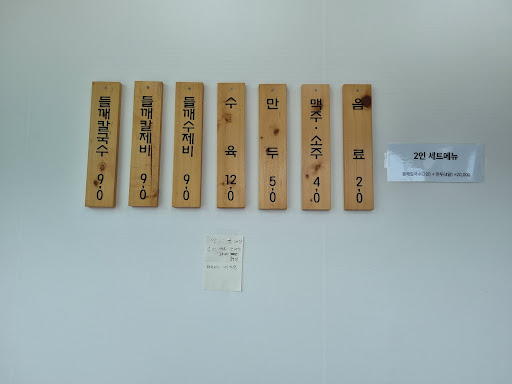 들깨칼국수 9.0
들깨칼제비 9.0
들깨수제비 9.0
수육 12.0
만두 5.0
맥주·소주 4.0
음료 2.0
2인 세트메뉴